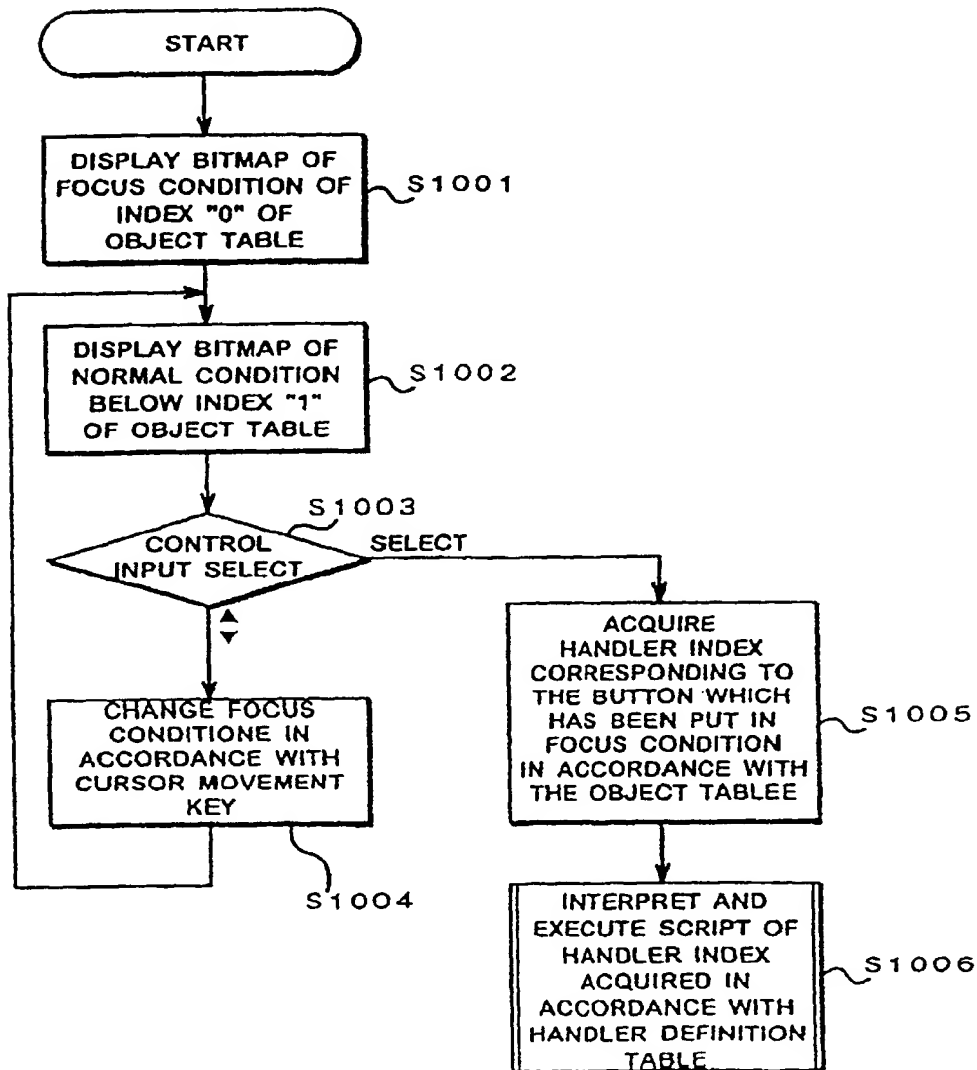 START
DISPLAY BITMAP OF
FOCUS CONDITION OF
INDEX "0" OF
OBJECT TABLE
S1001
DISPLAY BITMAP OF
NORMAL CONDITION
BELOW INDEX "1"
OF OBJECT TABLE
S1002
S1003
CONTROL
INPUT SELECT
SELECT
CHANGE FOCUS
CONDITIONE IN
ACCORDANCE WITH
CURSOR MOVEMENT
KEY
S1004
ACQUIRE
HANDLER INDEX
CORRESPONDING TO
THE BUTTON WHICH
HAS BEEN PUT IN
FOCUS CONDITION
IN ACCORDANCE WITH
THE OBJECT TABLEE
S1005
INTERPRET AND
EXECUTE SCRIPT OF
HANDLER INDEX
ACQUIRED IN
ACCORDANCE WITH
HANDLER DEFINITION
TABLE
S1006